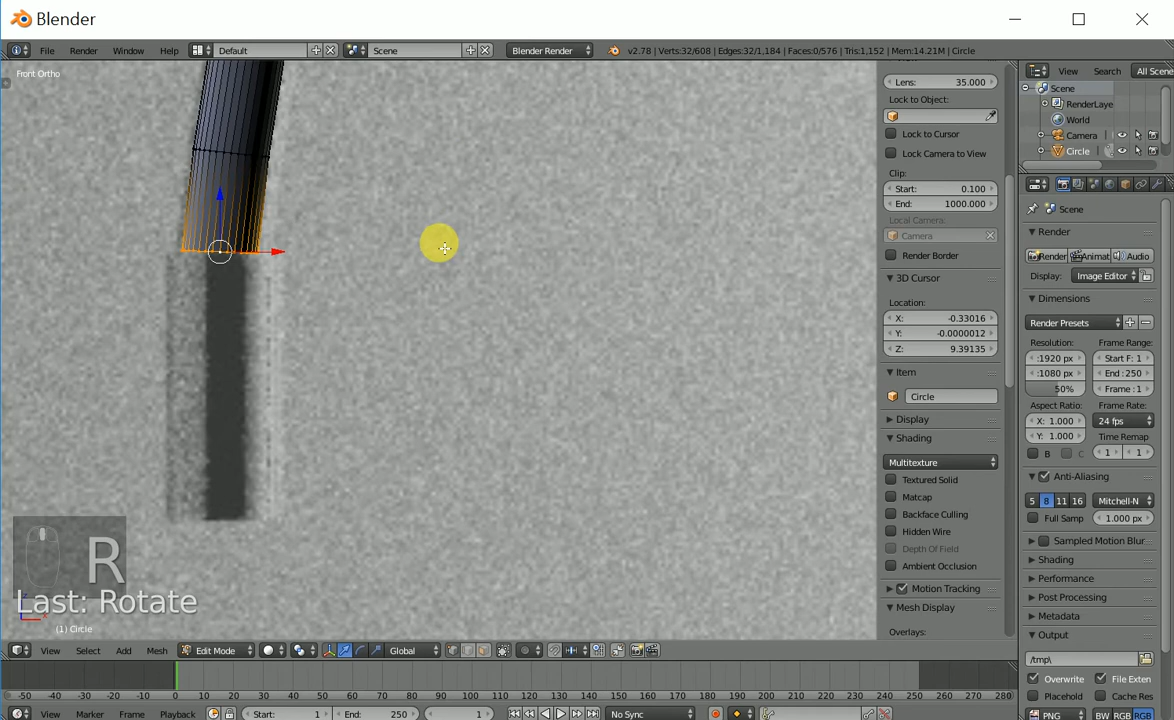 Blender
File Render Window Help Default Scene Blender Render v2.78 | Verts:32/608 | Edges:32/1,184 | Faces:0/576 | Tris:1,152 | Mem:14.21M | Circle
Front Ortho
R
Last: Rotate
(1) Circle
Lens: 35.000
Lock to Object:
Lock to Cursor
Lock Camera to View
Clip:
Start: 0.100
End: 1000.000
Local Camera:
Camera
Render Border
3D Cursor
Location:
X: -0.33016
Y: -0.0000012
Z: 9.39135
Item
Circle
Display
Shading
Multitexture
Textured Solid
Matcap
Backface Culling
Hidden Wire
Depth Of Field
Ambient Occlusion
Motion Tracking
Mesh Display
Overlays:
View Search All Scene
Scene
RenderLaye
World
Camera
Circle
Scene
Render
Render Animat Audio
Display: Image Editor
Dimensions
Render Presets
Resolution: Frame Range:
:1920 px Start F: 1
:1080 px End :250
50% Frame :1
Aspect Ratio: Frame Rate:
X: 1.000 24 fps
Y: 1.000 Time Remap
B C 1 1
Anti-Aliasing
5 8 11 16 Mitchell-N
Full Samp 1.000 px
Sampled Motion Blur
Shading
Performance
Post Processing
Metadata
Output
/tmp\
Overwrite File Exten
Placehold Cache Res
PNG BW RGB RGB
View Select Add Mesh Edit Mode Global
-50 -40 -30 -20 -10 0 10 20 30 40 50 60 70 80 90 100 110 120 130 140 150 160 170 180 190 200 210 220 230 240 250 260 270 280
View Marker Frame Playback Start: 1 End: 250 1 No Sync